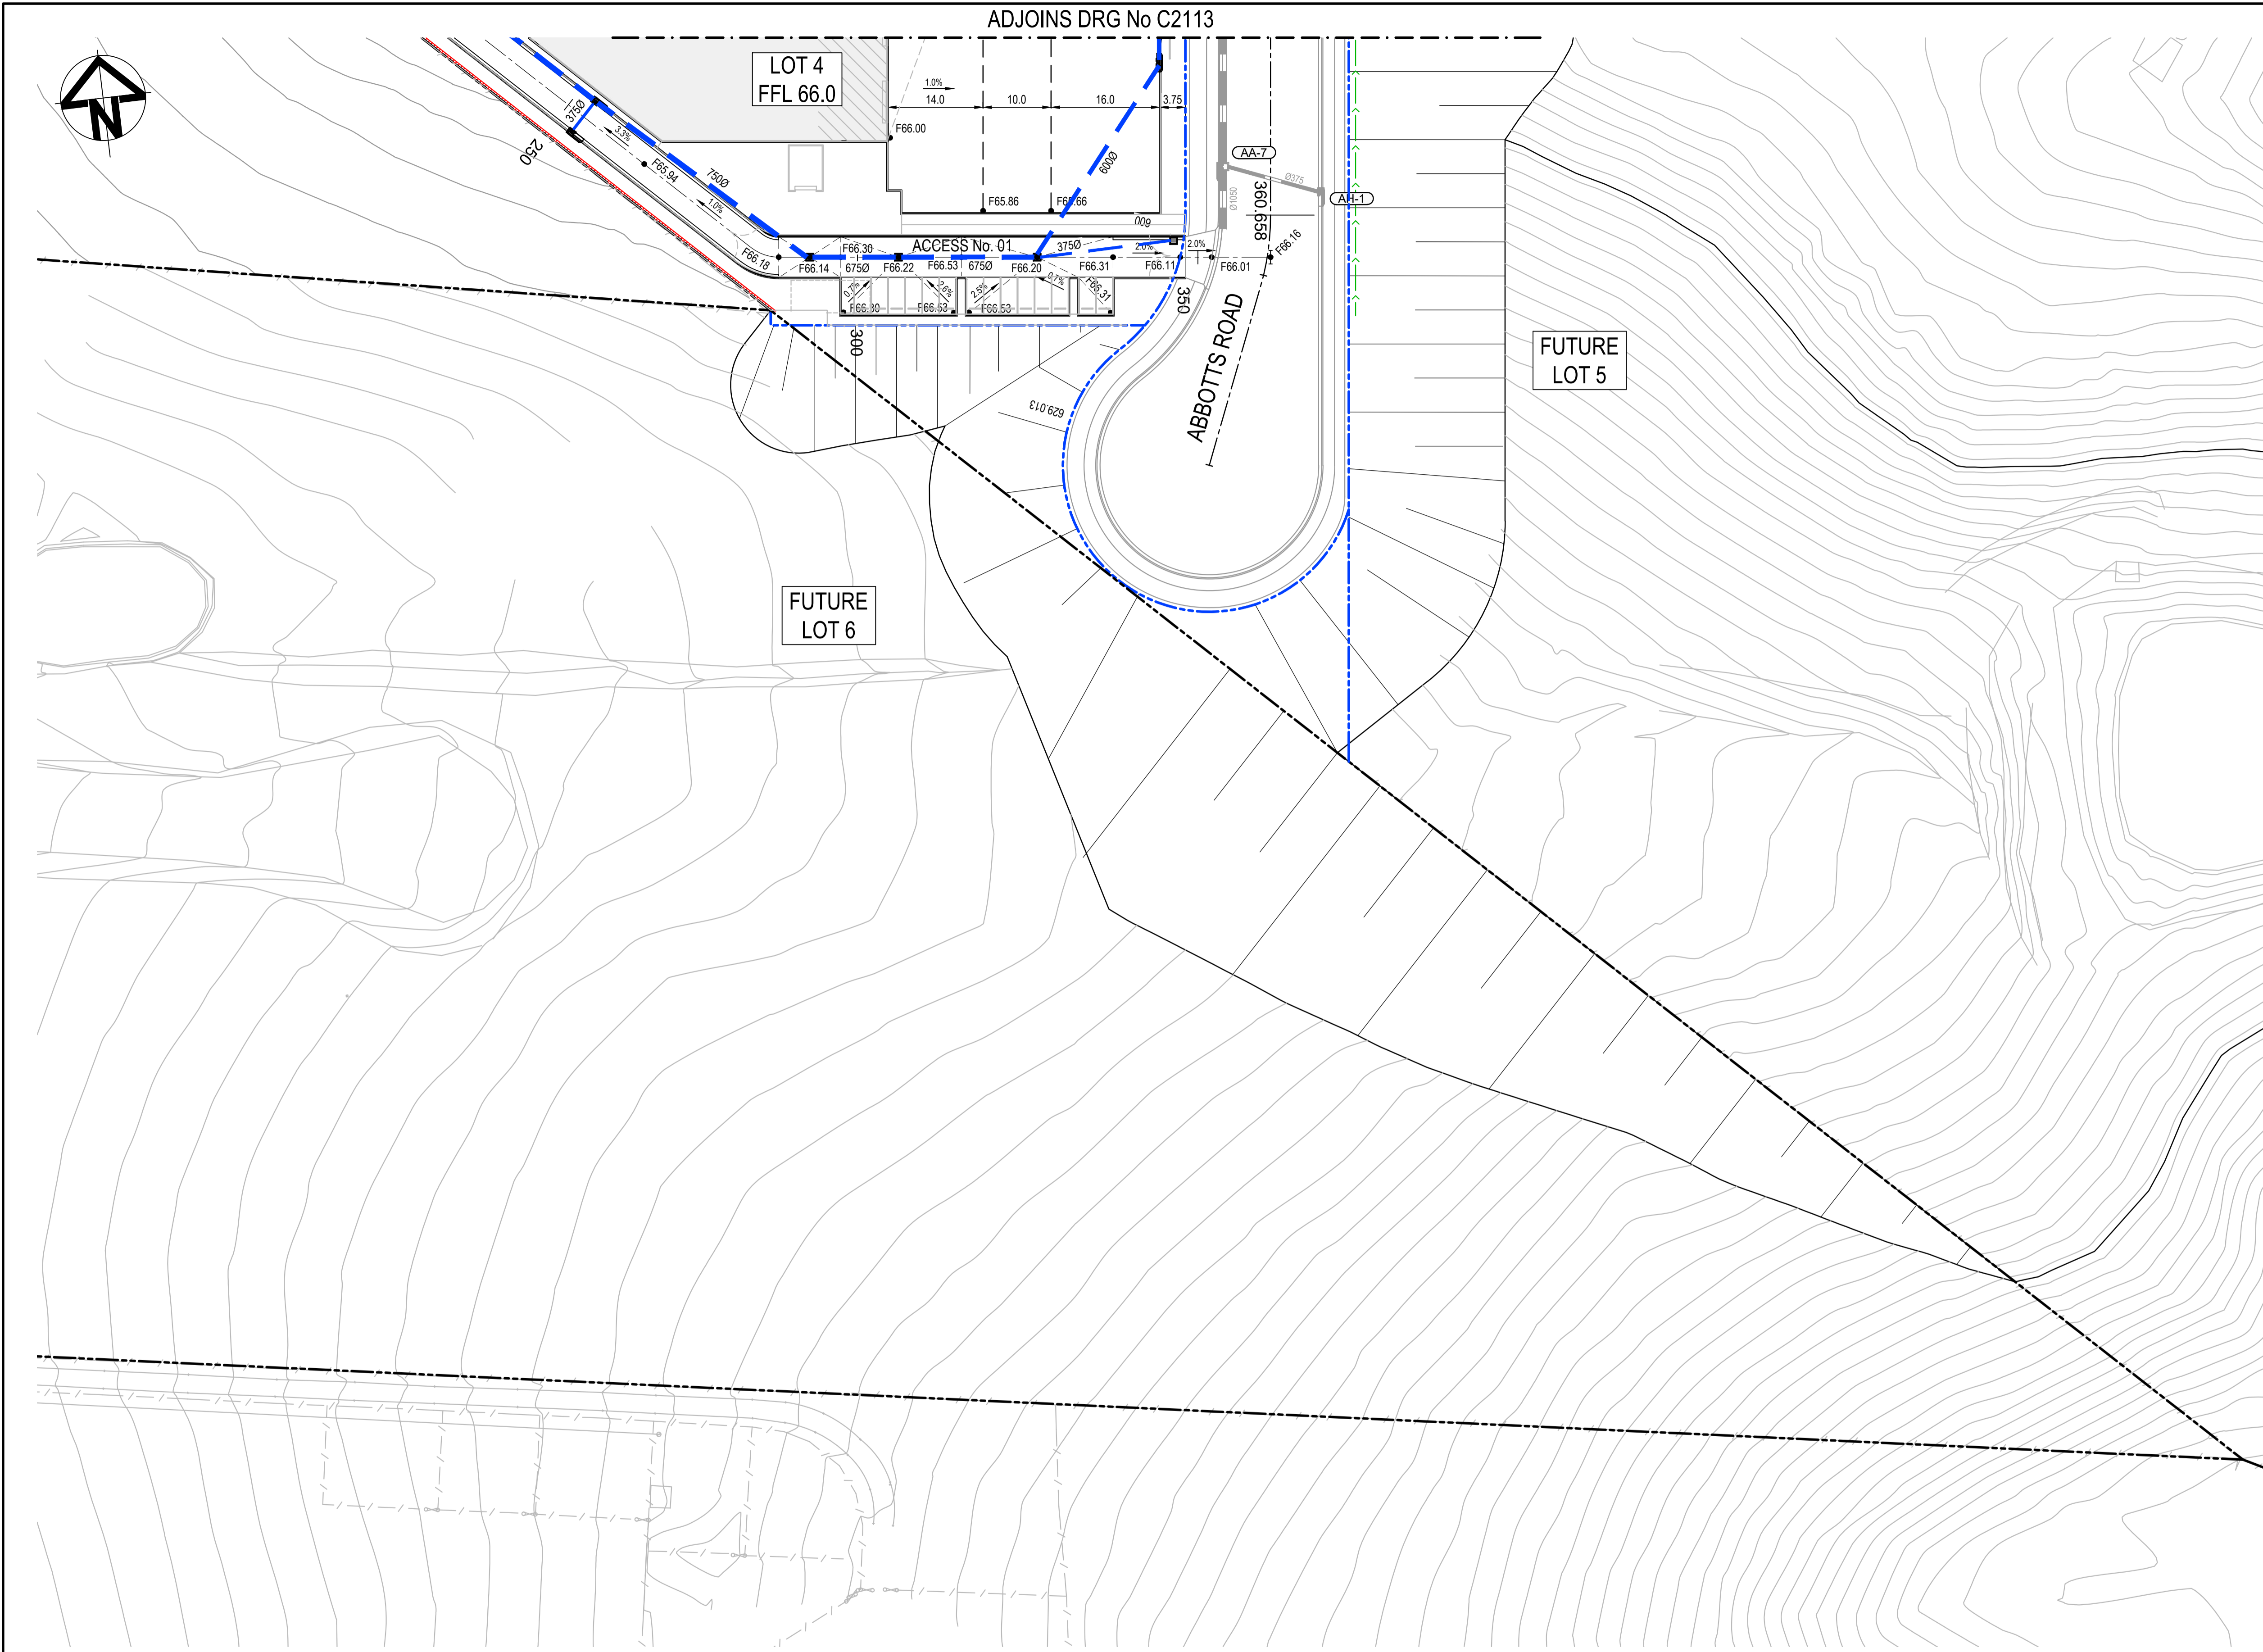 ADJOINS DRG No C2113
N
LOT 4
FFL 66.0
1.0%
14.0
10.0
16.0
3.75
F66.00
375Ø
3.3%
250
F65.94
750Ø
1.0%
600Ø
AA-7
Ø375
AH-1
Ø1050
360.658
F66.16
F65.86
F65.66
600
F66.18
F66.30
ACCESS No. 01
375Ø
2.0%
2.0%
F66.14
675Ø
F66.22
F66.53
675Ø
F66.20
F66.31
F66.11
F66.01
0.7%
2.6%
2.5%
0.7%
F66.31
F66.30
F66.53
F66.53
300
350
ABBOTTS ROAD
629.013
FUTURE
LOT 5
FUTURE
LOT 6